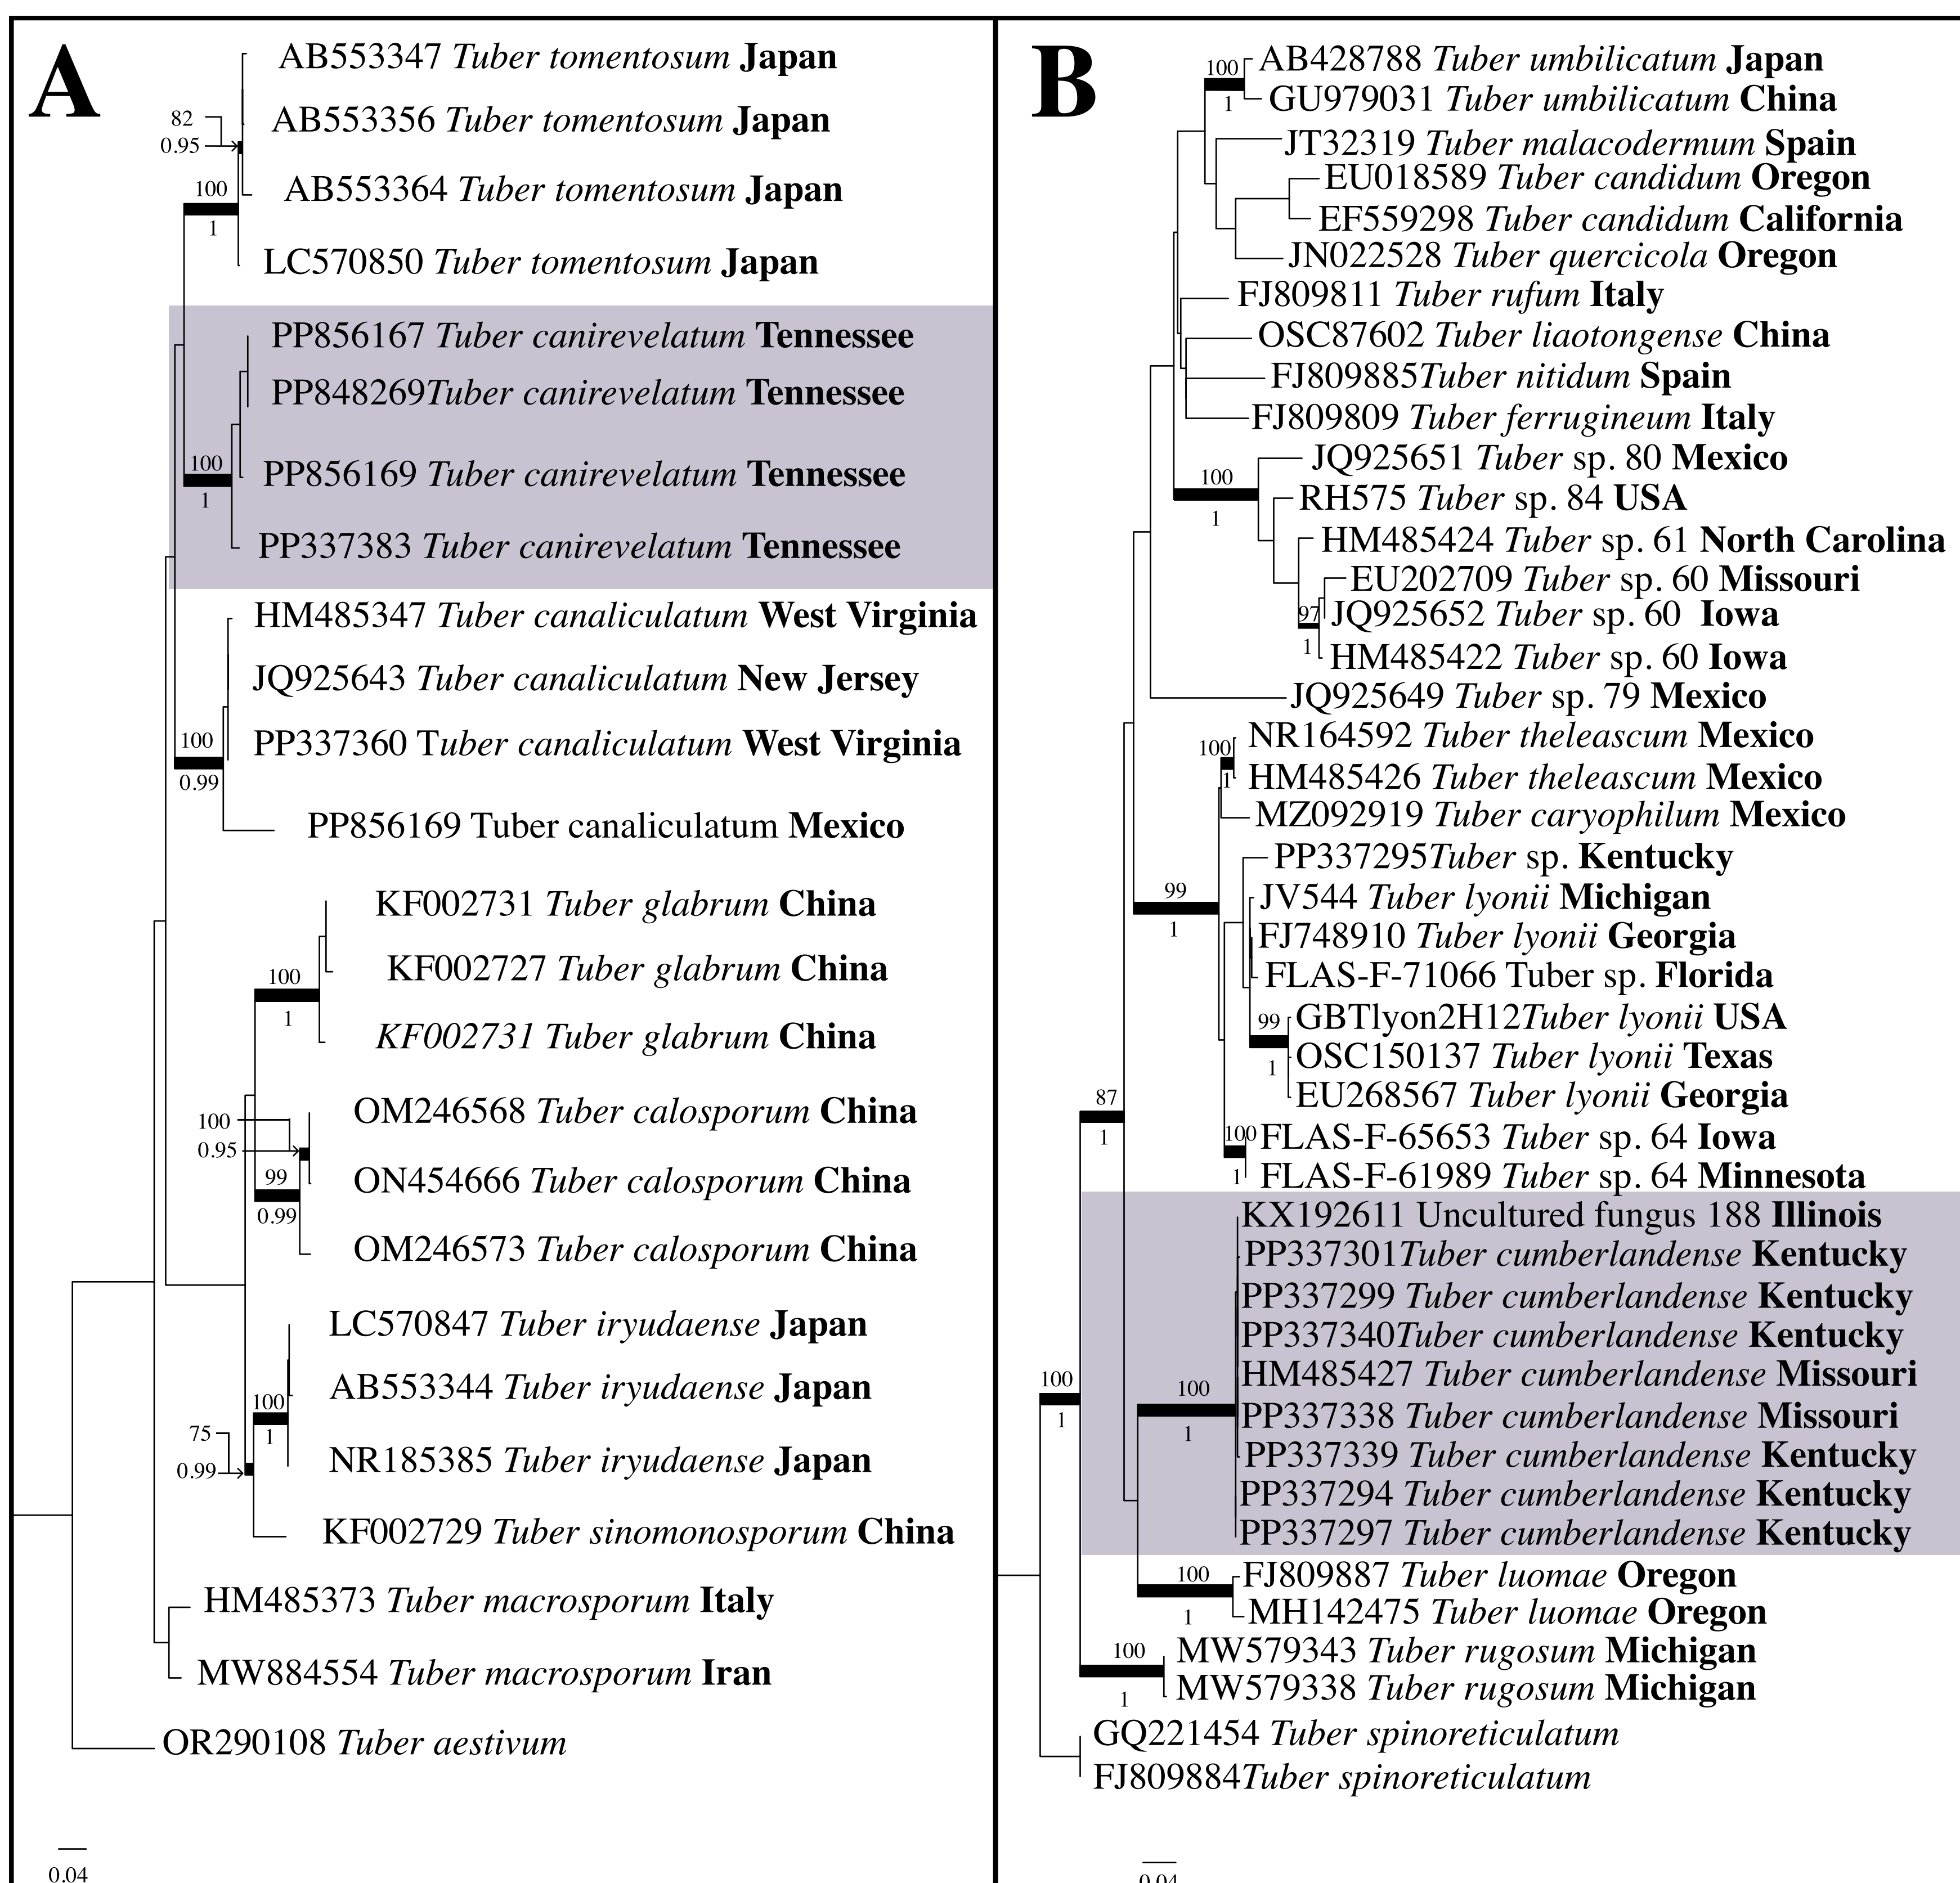 A
AB553347 Tuber tomentosum Japan
82
AB553356 Tuber tomentosum Japan
0.95
100
AB553364 Tuber tomentosum Japan
1
LC570850 Tuber tomentosum Japan
PP856167 Tuber canirevelatum Tennessee
PP848269Tuber canirevelatum Tennessee
100
PP856169 Tuber canirevelatum Tennessee
1
PP337383 Tuber canirevelatum Tennessee
HM485347 Tuber canaliculatum West Virginia
JQ925643 Tuber canaliculatum New Jersey
100
PP337360 Tuber canaliculatum West Virginia
0.99
PP856169 Tuber canaliculatum Mexico
KF002731 Tuber glabrum China
100
KF002727 Tuber glabrum China
1
KF002731 Tuber glabrum China
100
OM246568 Tuber calosporum China
0.95
99
ON454666 Tuber calosporum China
0.99
OM246573 Tuber calosporum China
LC570847 Tuber iryudaense Japan
100
AB553344 Tuber iryudaense Japan
75
1
0.99
NR185385 Tuber iryudaense Japan
KF002729 Tuber sinomonosporum China
HM485373 Tuber macrosporum Italy
MW884554 Tuber macrosporum Iran
OR290108 Tuber aestivum
0.04
B
100
AB428788 Tuber umbilicatum Japan
1
GU979031 Tuber umbilicatum China
JT32319 Tuber malacodermum Spain
EU018589 Tuber candidum Oregon
EF559298 Tuber candidum California
JN022528 Tuber quercicola Oregon
FJ809811 Tuber rufum Italy
OSC87602 Tuber liaotongense China
FJ809885Tuber nitidum Spain
FJ809809 Tuber ferrugineum Italy
JQ925651 Tuber sp. 80 Mexico
100
RH575 Tuber sp. 84 USA
1
HM485424 Tuber sp. 61 North Carolina
EU202709 Tuber sp. 60 Missouri
97
JQ925652 Tuber sp. 60 Iowa
1
HM485422 Tuber sp. 60 Iowa
JQ925649 Tuber sp. 79 Mexico
100
NR164592 Tuber theleascum Mexico
1
HM485426 Tuber theleascum Mexico
MZ092919 Tuber caryophilum Mexico
PP337295Tuber sp. Kentucky
99
JV544 Tuber lyonii Michigan
1
FJ748910 Tuber lyonii Georgia
FLAS-F-71066 Tuber sp. Florida
99
GBTlyon2H12Tuber lyonii USA
1
OSC150137 Tuber lyonii Texas
EU268567 Tuber lyonii Georgia
87
1
100
FLAS-F-65653 Tuber sp. 64 Iowa
1
FLAS-F-61989 Tuber sp. 64 Minnesota
KX192611 Uncultured fungus 188 Illinois
PP337301Tuber cumberlandense Kentucky
PP337299 Tuber cumberlandense Kentucky
PP337340Tuber cumberlandense Kentucky
100
1
HM485427 Tuber cumberlandense Missouri
100
1
PP337338 Tuber cumberlandense Missouri
PP337339 Tuber cumberlandense Kentucky
PP337294 Tuber cumberlandense Kentucky
PP337297 Tuber cumberlandense Kentucky
100
FJ809887 Tuber luomae Oregon
1
MH142475 Tuber luomae Oregon
100
MW579343 Tuber rugosum Michigan
1
MW579338 Tuber rugosum Michigan
GQ221454 Tuber spinoreticulatum
FJ809884Tuber spinoreticulatum
0.04